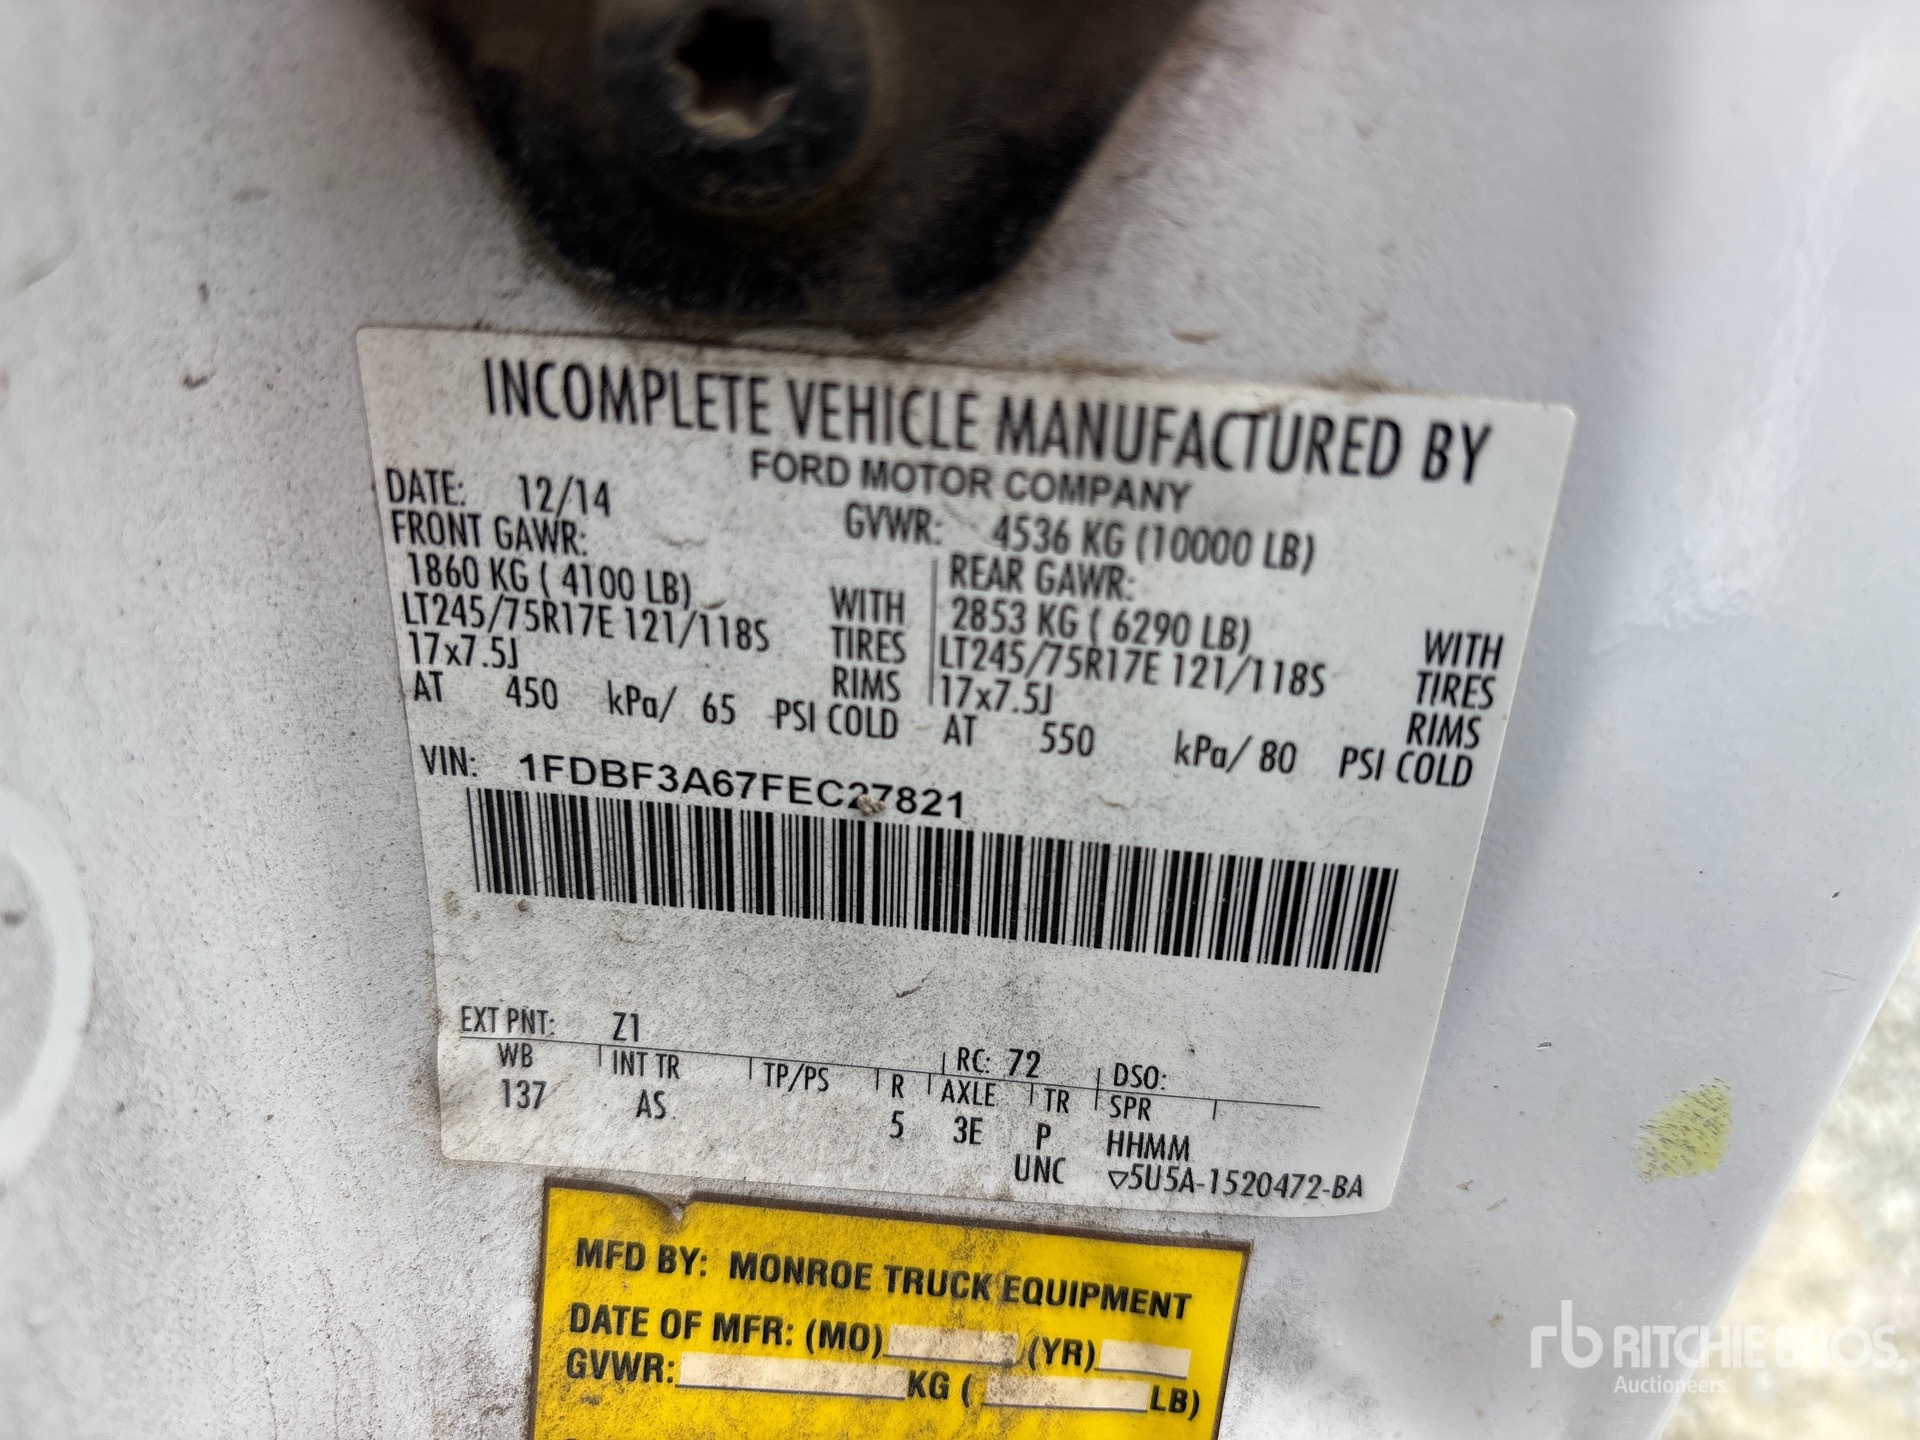 INCOMPLETE VEHICLE MANUFACTURED BY
FORD MOTOR COMPANY
DATE: 12/14
GVWR: 4536 KG (10000 LB)
FRONT GAWR:
1860 KG ( 4100 LB)
LT245/75R17E 121/118S
17x7.5J
AT 450 kPa/ 65 PSI COLD
WITH
TIRES
RIMS
REAR GAWR:
2853 KG ( 6290 LB)
LT245/75R17E 121/118S
17x7.5J
AT 550 kPa/ 80 PSI COLD
WITH
TIRES
RIMS
VIN: 1FDBF3A67FEC27821
EXT PNT: Z1 RC: 72 DSO:
WB INT TR TP/PS R AXLE TR SPR
137 AS 5 3E P HHMM
UNC ▽5U5A-1520472-BA
MFD BY: MONROE TRUCK EQUIPMENT
DATE OF MFR: (MO) (YR)
GVWR: KG ( LB)
rb RITCHIE BROS.
Auctioneers